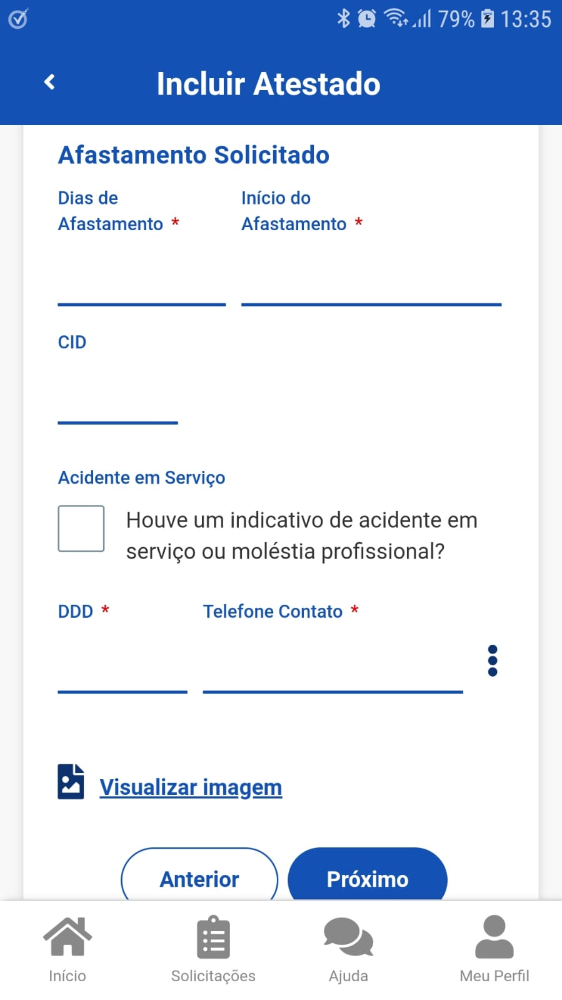 79% 13:35
Incluir Atestado
Afastamento Solicitado
Dias de
Afastamento *
Início do
Afastamento *
CID
Acidente em Serviço
Houve um indicativo de acidente em
serviço ou moléstia profissional?
DDD *
Telefone Contato *
Visualizar imagem
Anterior
Próximo
Início
Solicitações
Ajuda
Meu Perfil